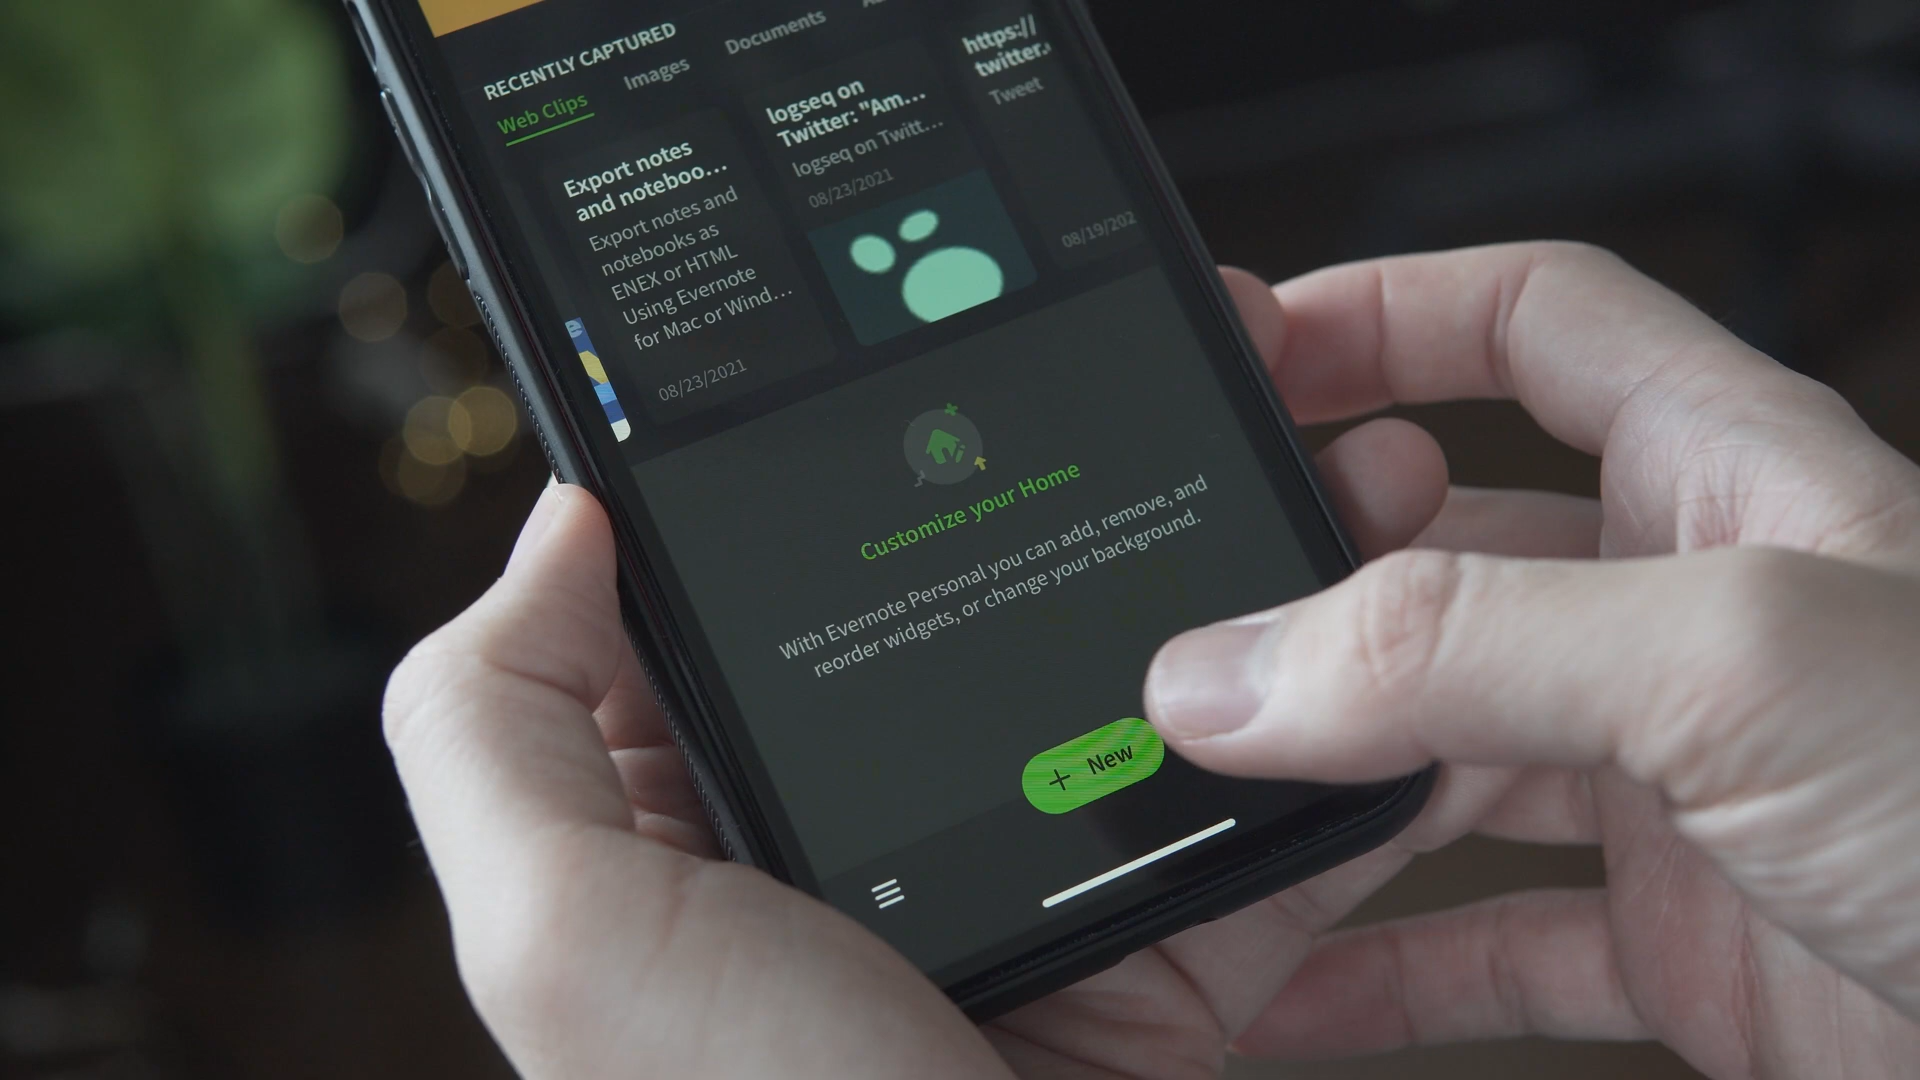 RECENTLY CAPTURED
Web Clips
Images
Documents
Export notes
and noteboo...
Export notes and
notebooks as
ENEX or HTML
Using Evernote
for Mac or Wind...
08/23/2021
logseq on
Twitter: "Am...
logseq on Twitt...
08/23/2021
https://
twitter.
Tweet
08/19/202
Customize your Home
With Evernote Personal you can add, remove, and
reorder widgets, or change your background.
+ New